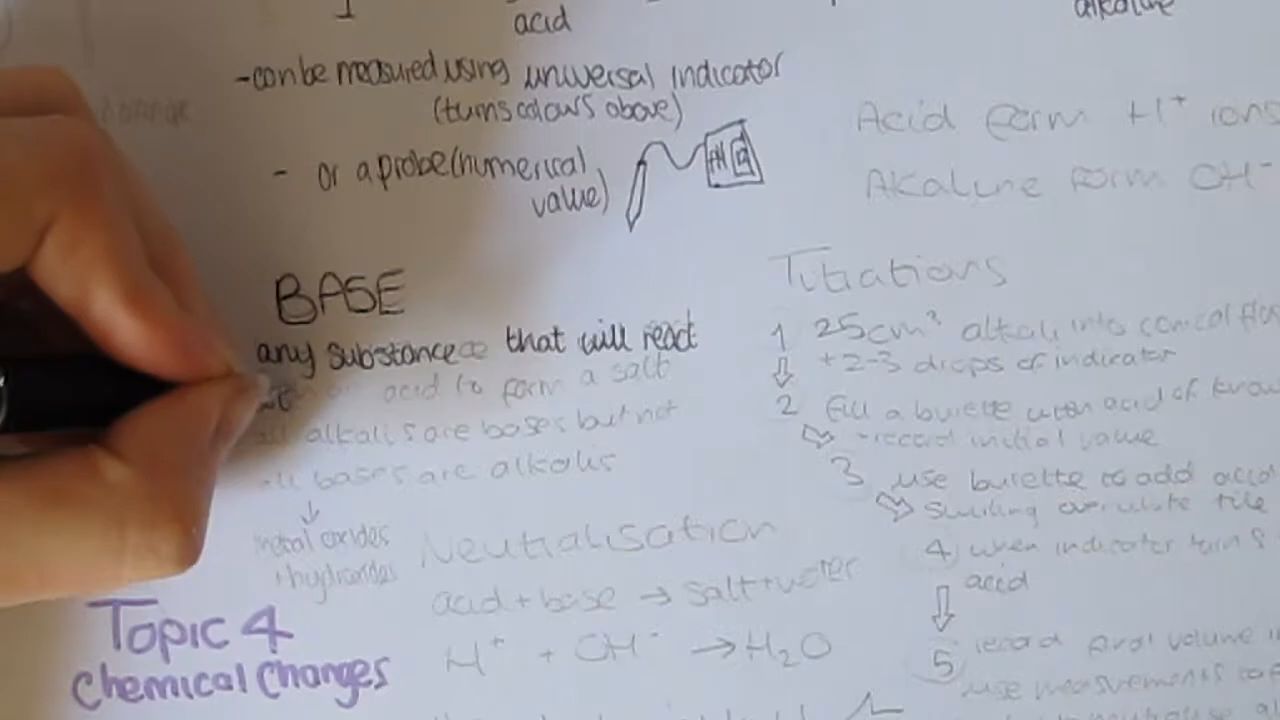 acid
alkaline
-can be measured using universal indicator
(turns colours above)
- or a probe (numerical
value)
PH
Acid form H⁺ ions
Alkaline form OH⁻
BASE
any substance that will react
acid to form a salt
all alkalis are bases but not
all bases are alkalis
↓
metal oxides
+hydroxides
Neutralisation
acid + base → salt + water
H⁺ + OH⁻ → H₂O
Topic 4
Chemical Changes
Titrations
1 25cm³ alkali into conical
+2-3 drops of indicator
2 fill a burette with acid of
-record initial value
3 use burette to add acid
swirling over white tile
4) when indicator turns
acid
5 record final volume
use measurements to